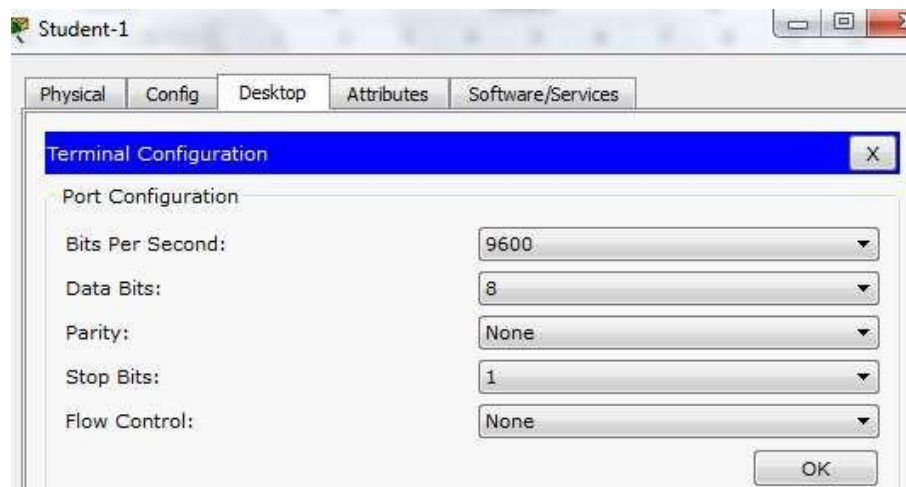 Student-1
Physical Config Desktop Attributes Software/Services
Terminal Configuration X
Port Configuration
Bits Per Second: 9600
Data Bits: 8
Parity: None
Stop Bits: 1
Flow Control: None
OK